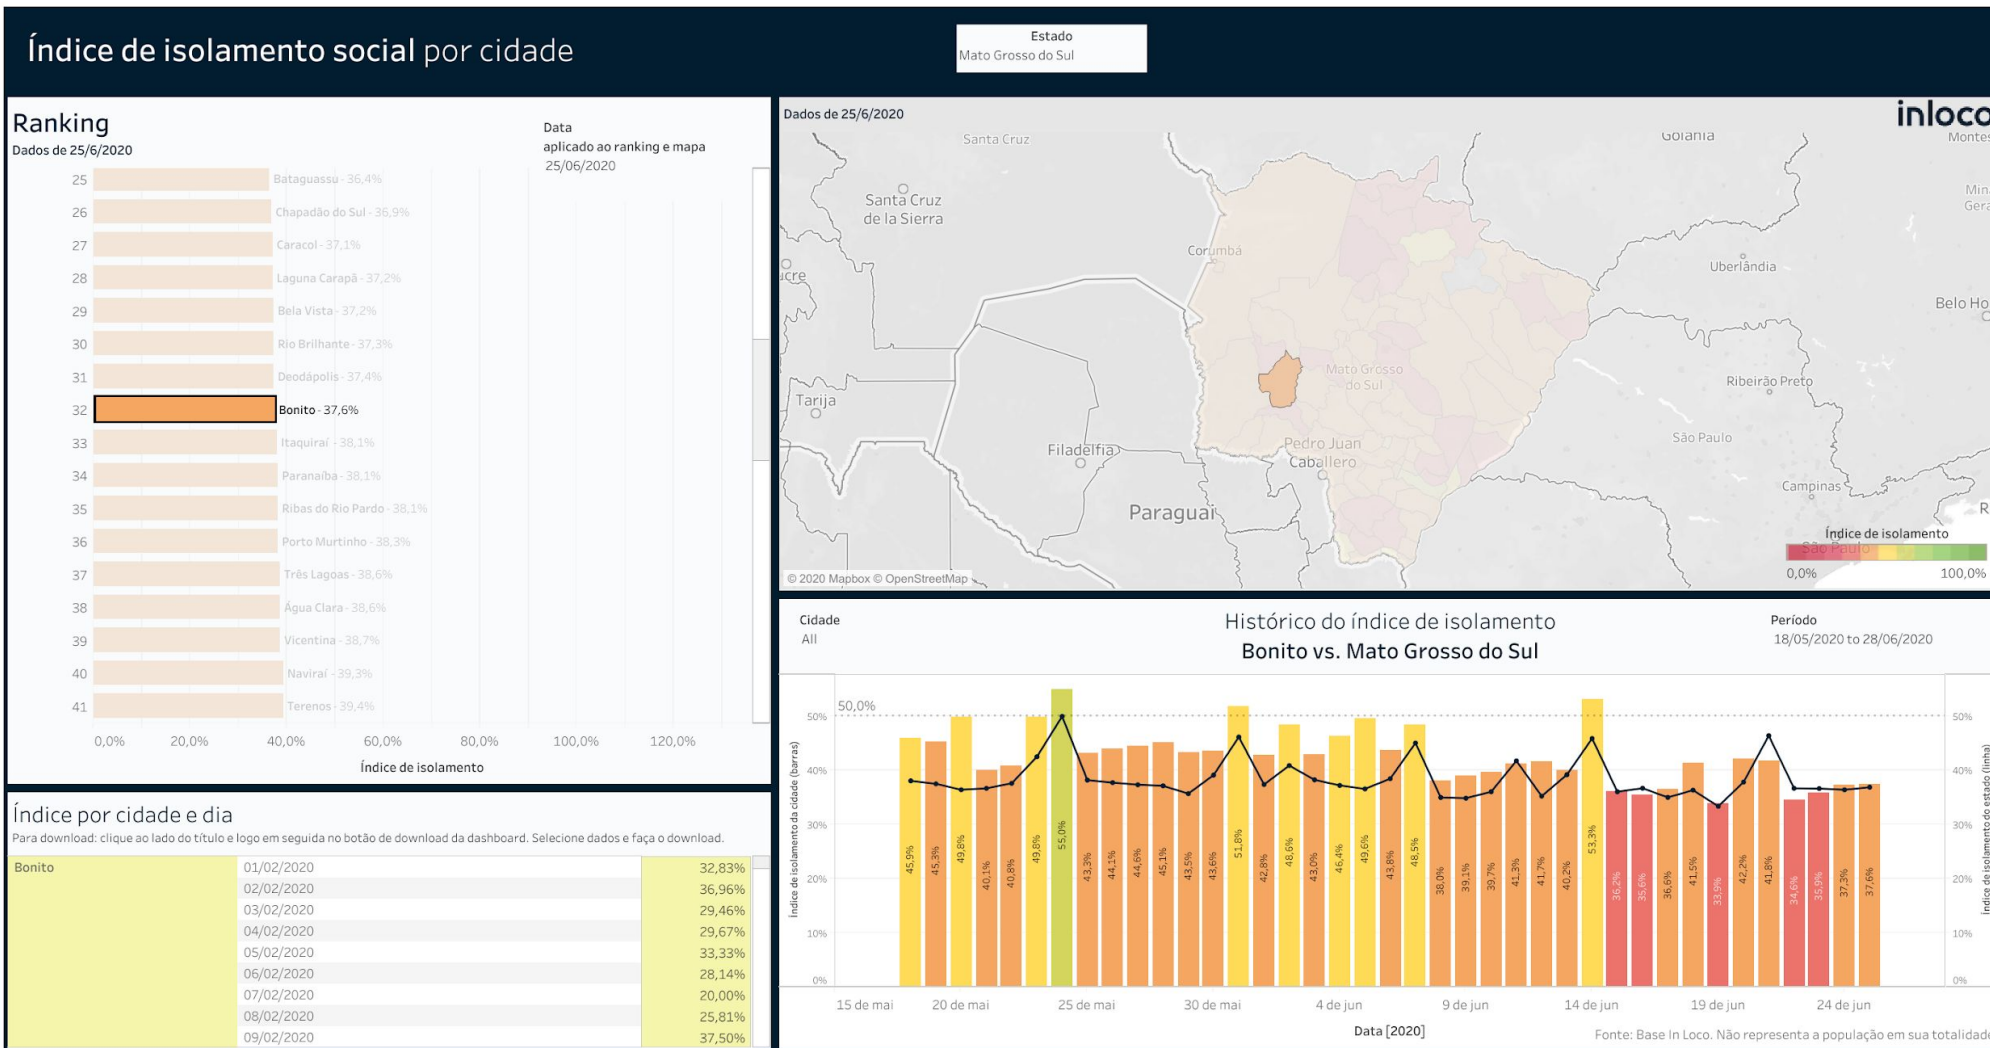 Índice de isolamento social por cidade
Estado
Mato Grosso do Sul
Ranking
Dados de 25/6/2020
Data
aplicado ao ranking e mapa
25/06/2020
25 Bataguassu - 36,4%
26 Chapadão do Sul - 36,9%
27 Caracol - 37,1%
28 Laguna Carapã - 37,2%
29 Bela Vista - 37,2%
30 Rio Brilhante - 37,3%
31 Deodápolis - 37,4%
32 Bonito - 37,6%
33 Itaquiraí - 38,1%
34 Paranaíba - 38,1%
35 Ribas do Rio Pardo - 38,1%
36 Porto Murtinho - 38,3%
37 Três Lagoas - 38,6%
38 Água Clara - 38,6%
39 Vicentina - 38,7%
40 Naviraí - 39,3%
41 Terenos - 39,4%
0,0% 20,0% 40,0% 60,0% 80,0% 100,0% 120,0%
Índice de isolamento
Índice por cidade e dia
Para download: clique ao lado do título e logo em seguida no botão de download da dashboard. Selecione dados e faça o download.
Bonito 01/02/2020 32,83%
02/02/2020 36,96%
03/02/2020 29,46%
04/02/2020 29,67%
05/02/2020 33,33%
06/02/2020 28,14%
07/02/2020 20,00%
08/02/2020 25,81%
09/02/2020 37,50%
Dados de 25/6/2020
inloco
Santa Cruz
Goiânia
Montes
Santa Cruz
de la Sierra
Min
Gera
Corumbá
Uberlândia
ucre
Belo Ho
Mato Grosso
do Sul
Ribeirão Preto
Tarija
São Paulo
Filadélfia
Pedro Juan
Caballero
Campinas
Paraguai
R
Índice de isolamento
São Paulo
0,0% 100,0%
© 2020 Mapbox © OpenStreetMap
Cidade
All
Histórico do índice de isolamento
Bonito vs. Mato Grosso do Sul
Período
18/05/2020 to 28/06/2020
Índice de isolamento da cidade (barras)
50%
40%
30%
20%
10%
0%
50,0%
45,9%
45,3%
49,8%
40,1%
40,8%
49,8%
55,0%
43,3%
44,1%
44,6%
45,1%
43,5%
43,6%
51,8%
42,8%
48,6%
43,0%
46,4%
49,6%
43,8%
48,5%
38,0%
39,1%
39,7%
41,3%
41,7%
40,2%
53,3%
36,2%
35,6%
36,6%
41,5%
33,9%
42,2%
41,8%
34,6%
35,9%
37,3%
37,6%
50%
40%
30%
20%
10%
0%
Índice de isolamento do estado (linha)
15 de mai 20 de mai 25 de mai 30 de mai 4 de jun 9 de jun 14 de jun 19 de jun 24 de jun
Data [2020]
Fonte: Base In Loco. Não representa a população em sua totalidade